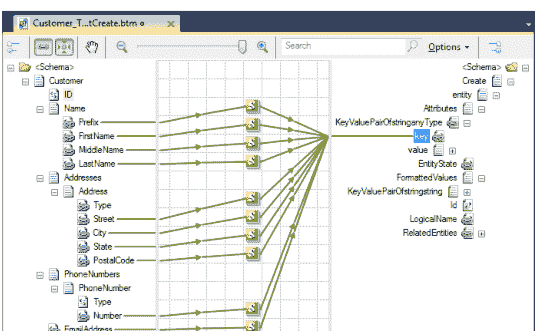 Customer_T...tCreate.btm
Search
Options
<Schema>
Customer
ID
Name
Prefix
FirstName
MiddleName
LastName
Addresses
Address
Type
Street
City
State
PostalCode
PhoneNumbers
PhoneNumber
Type
Number
EmailAddress
<Schema>
Create
entity
Attributes
KeyValuePairOfstringanyType
key
value
EntityState
FormattedValues
KeyValuePairOfstringstring
Id
LogicalName
RelatedEntities